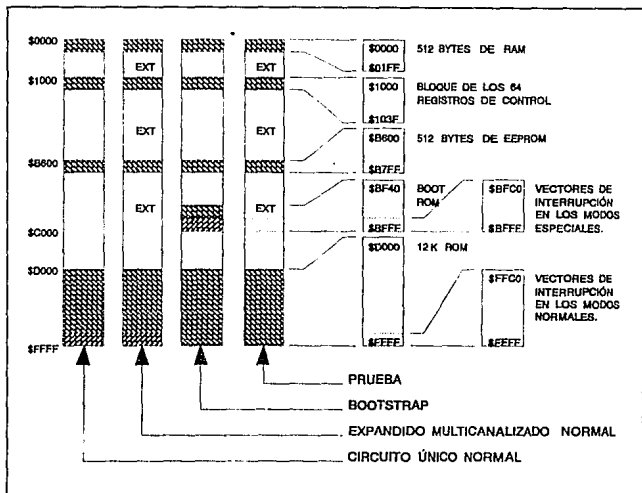 $0000
$1000
$B600
$C000
$D000
$FFFF
EXT
EXT
EXT
EXT
EXT
EXT
$0000
$01FF
512 BYTES DE RAM
$1000
$103F
BLOQUE DE LOS 64
REGISTROS DE CONTROL
$B600
$B7FF
512 BYTES DE EEPROM
$BF40
$BFFF
BOOT
ROM
$BFC0
$BFFF
VECTORES DE
INTERRUPCIÓN
EN LOS MODOS
ESPECIALES.
$D000
$FFFF
12K ROM
$FFC0
$FFFF
VECTORES DE
INTERRUPCIÓN
EN LOS MODOS
NORMALES.
PRUEBA
BOOTSTRAP
EXPANDIDO MULTICANALIZADO NORMAL
CIRCUITO ÚNICO NORMAL